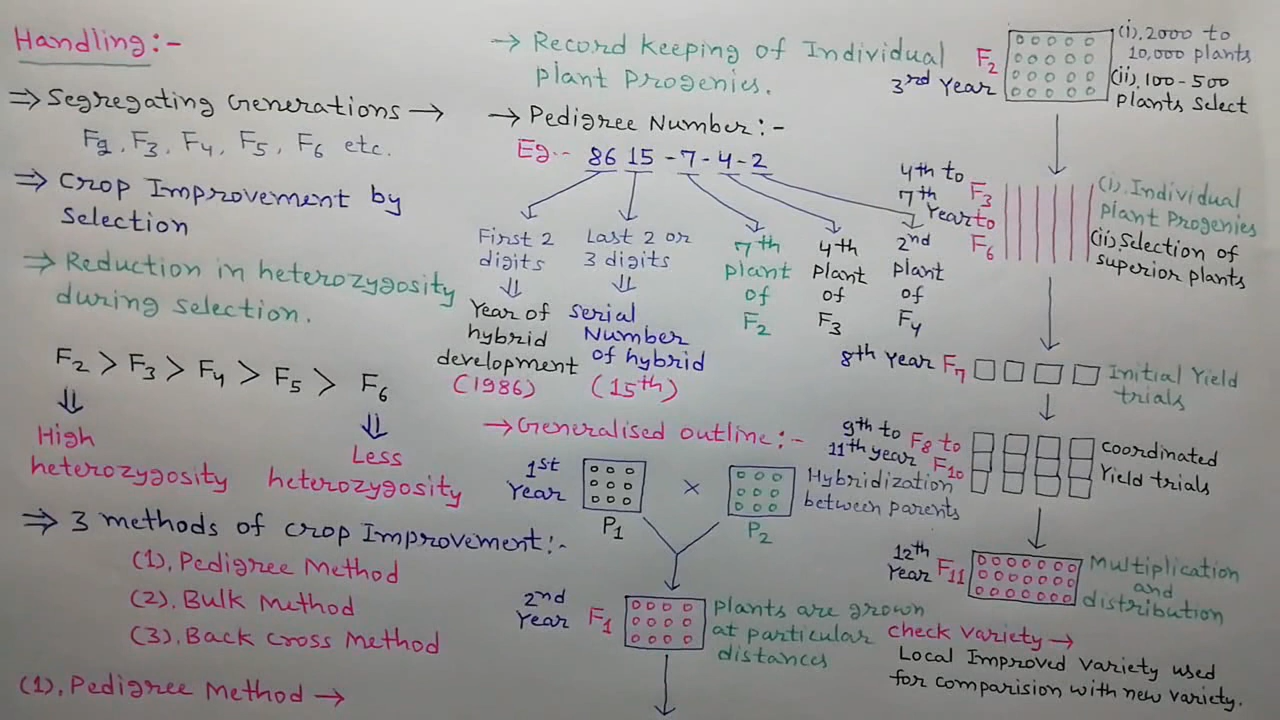 Handling:-
⇒ Segregating Generations →
Fg, F3, F4, F5, F6 etc.
⇒ Crop Improvement by
Selection
⇒ Reduction in heterozygosity
during selection.
F2 > F3 > F4 > F5 > F6
⇓ ⇓
High Less
heterozygosity heterozygosity
⇒ 3 methods of crop Improvement:-
(1). Pedigree Method
(2). Bulk Method
(3). Back cross Method
(1). Pedigree Method →
→ Record Keeping of Individual
plant Progenies.
→ Pedigree Number:-
Eg.- 86 15 - 7 - 4 - 2
First 2
digits
⇓
Year of
hybrid
development
(1986)
Last 2 or
3 digits
⇓
serial
Number
of hybrid
(15th)
7th
plant
of
F2
4th
plant
of
F3
2nd
plant
of
F4
→ Generalised outline:-
1st
Year
P1
×
P2
Hybridization
between parents
2nd
Year
F1
plants are grown
at particular
distances
F2
3rd Year
(i). 2000 to
10,000 plants
(ii). 100-500
plants select
4th to
7th
Year
F3
to
F6
(i). Individual
plant Progenies
(ii). Selection of
superior plants
8th Year F7
Initial Yield
trials
9th to
11th year
F8 to
F10
coordinated
Yield trials
12th
Year
F11
Multiplication
and
distribution
check variety →
Local Improved variety used
for comparision with new variety.